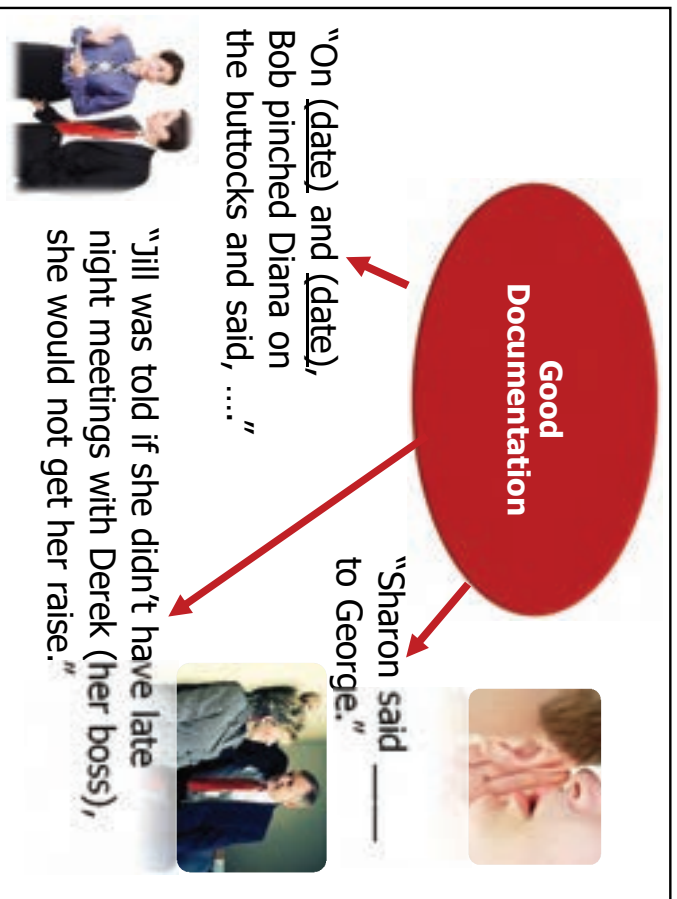 Good
Documentation
“On (date) and (date),
Bob pinched Diana on
the buttocks and said, ....”
“Sharon said ____
to George.”
“Jill was told if she didn’t have late
night meetings with Derek (her boss),
she would not get her raise.”